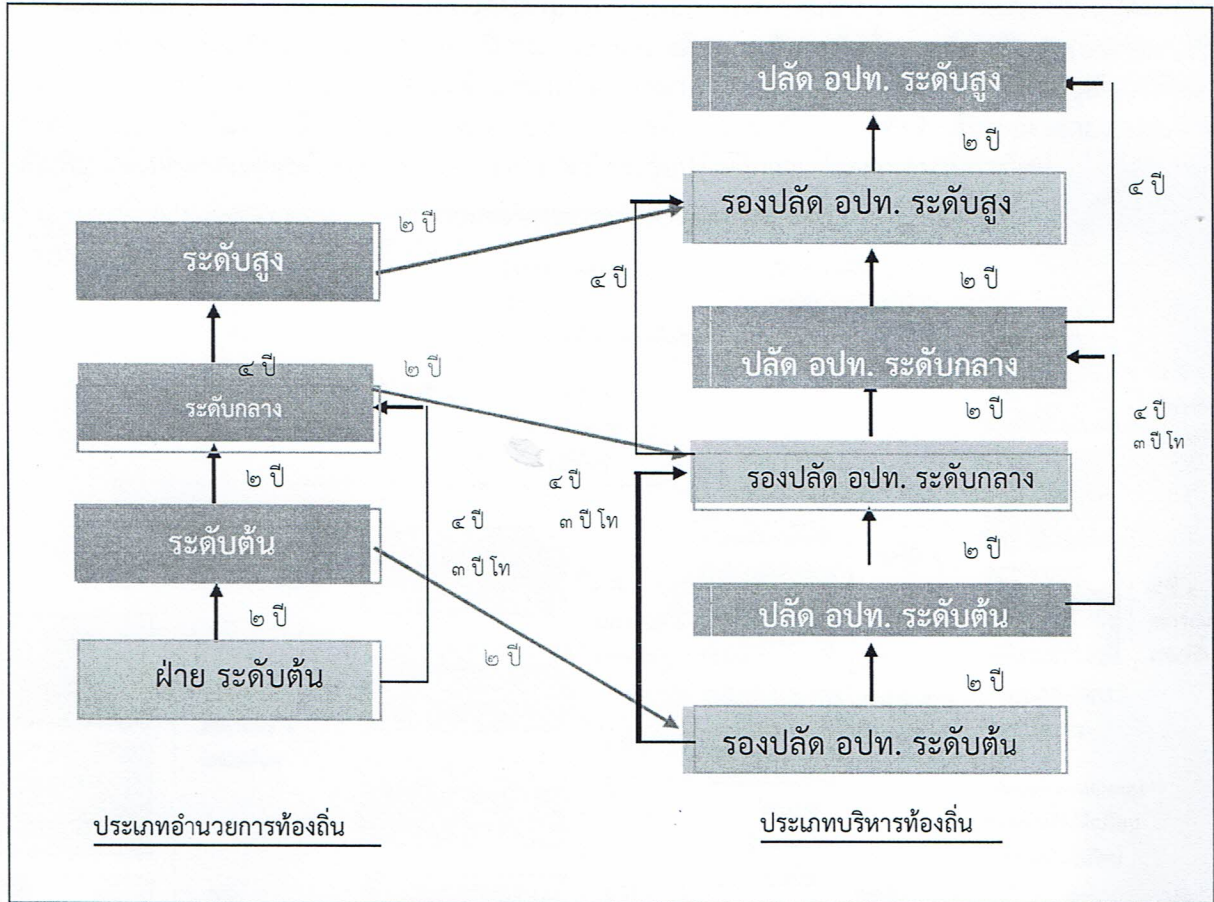 ปลัด อปท. ระดับสูง
๒ ปี
๔ ปี
รองปลัด อปท. ระดับสูง
๒ ปี
ระดับสูง
๔ ปี
๒ ปี
ปลัด อปท. ระดับกลาง
๔ ปี
๒ ปี
ระดับกลาง
๒ ปี
๔ ปี
๓ ปี โท
รองปลัด อปท. ระดับกลาง
๒ ปี
๔ ปี
๓ ปี โท
๔ ปี
๓ ปี โท
ระดับต้น
๒ ปี
ปลัด อปท. ระดับต้น
๒ ปี
๒ ปี
ฝ่าย ระดับต้น
๒ ปี
รองปลัด อปท. ระดับต้น
ประเภทอำนวยการท้องถิ่น
ประเภทบริหารท้องถิ่น